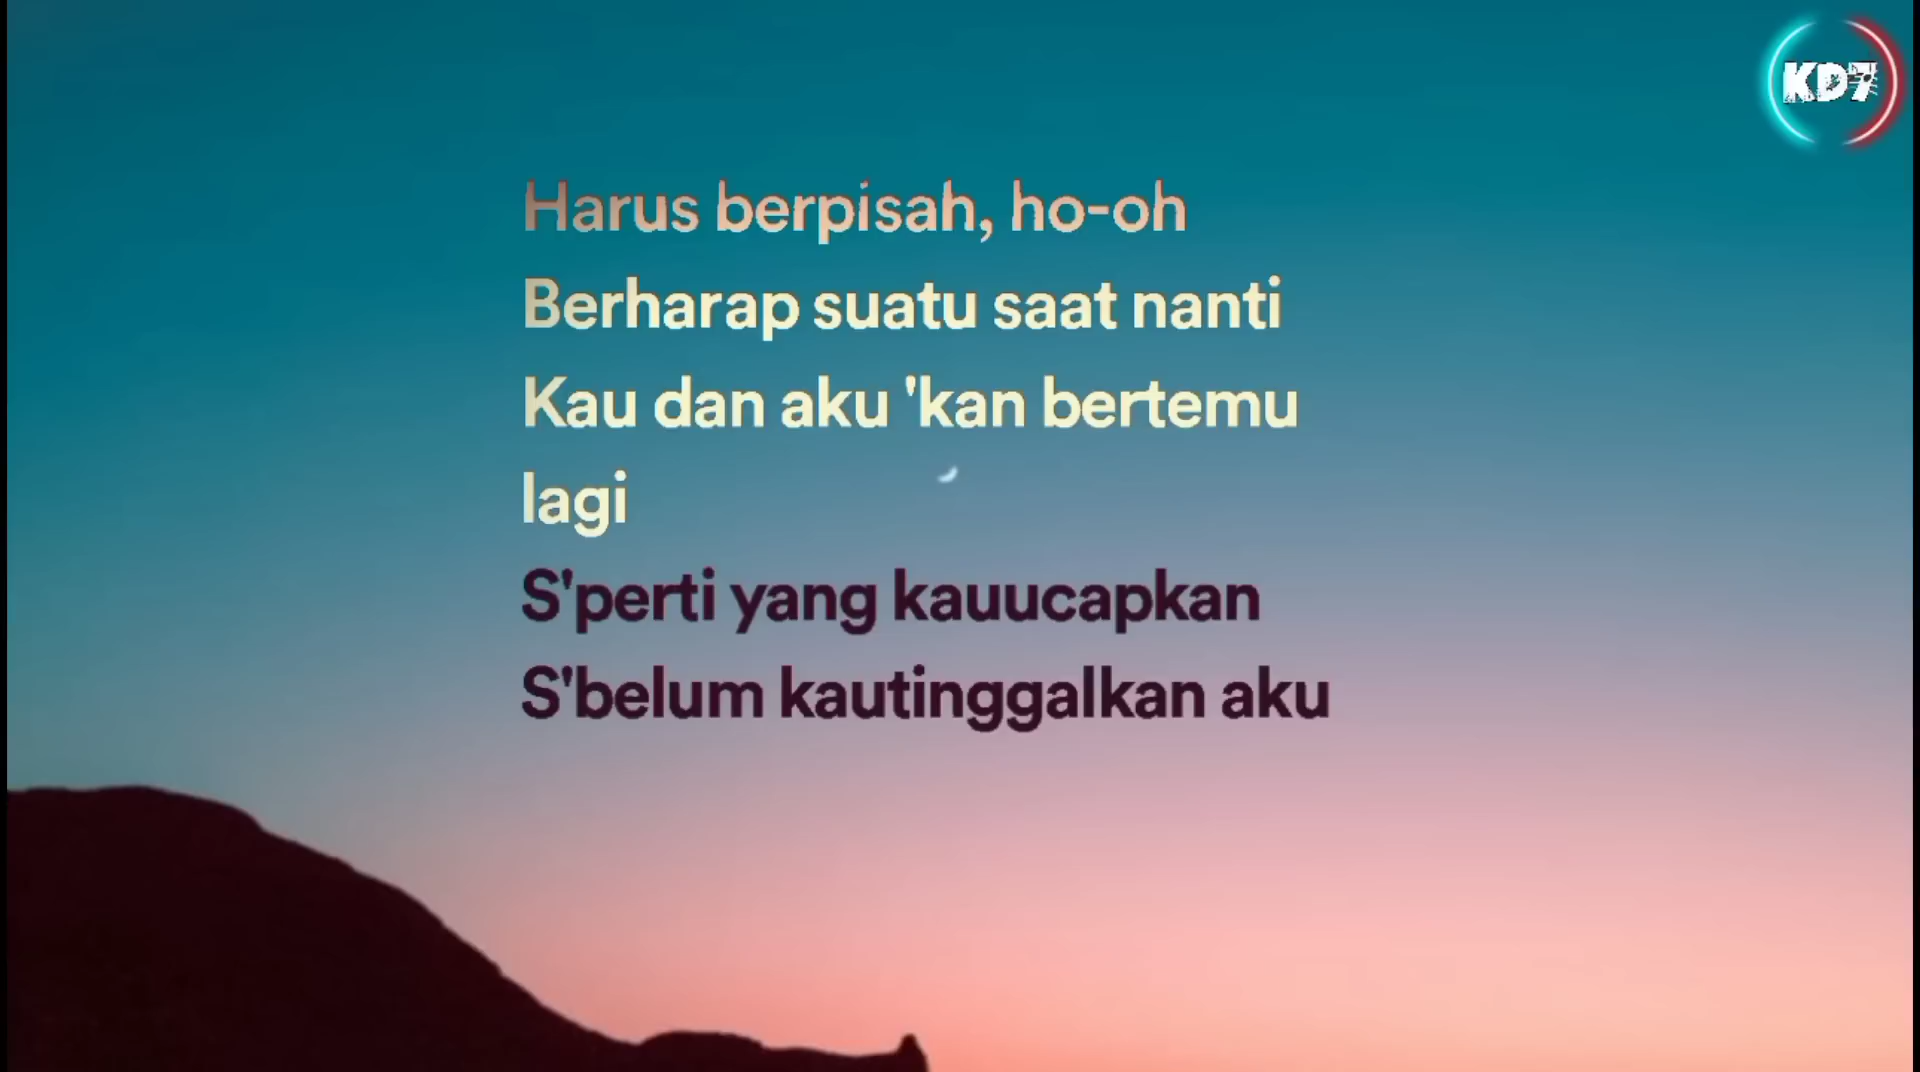 KD7
Harus berpisah, ho-oh
Berharap suatu saat nanti
Kau dan aku 'kan bertemu
lagi
S'perti yang kauucapkan
S'belum kautinggalkan aku